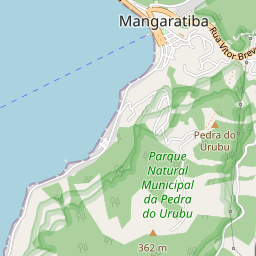 Mangaratiba
Rua Vitor Brev
Pedra do
Urubu
Parque
Natural
Municipal
da Pedra
do Urubu
362 m